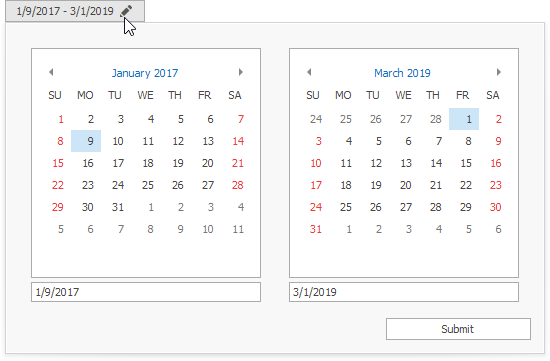 1/9/2017 - 3/1/2019
January 2017
SU MO TU WE TH FR SA
1 2 3 4 5 6 7
8 9 10 11 12 13 14
15 16 17 18 19 20 21
22 23 24 25 26 27 28
29 30 31 1 2 3 4
5 6 7 8 9 10 11
1/9/2017
March 2019
SU MO TU WE TH FR SA
24 25 26 27 28 1 2
3 4 5 6 7 8 9
10 11 12 13 14 15 16
17 18 19 20 21 22 23
24 25 26 27 28 29 30
31 1 2 3 4 5 6
3/1/2019
Submit